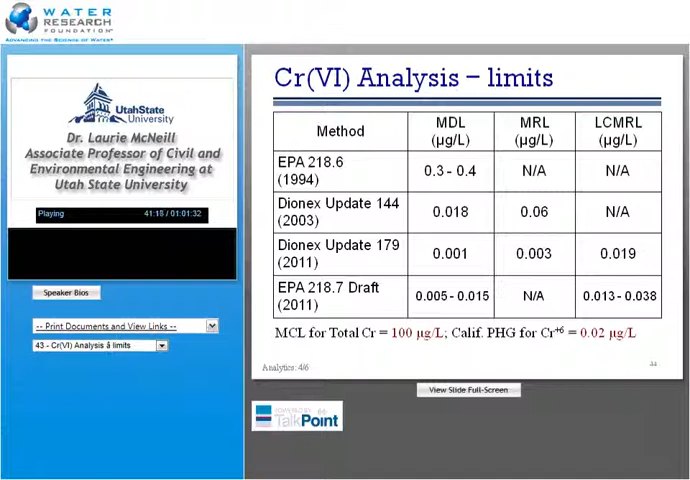 WATER
RESEARCH
FOUNDATION
ADVANCING THE SCIENCE OF WATER
UtahState
University
Dr. Laurie McNeill
Associate Professor of Civil and
Environmental Engineering at
Utah State University
Playing 41:18 / 01:01:32
Speaker Bios
-- Print Documents and View Links --
43 - Cr(VI) Analysis â limits
Cr(VI) Analysis – limits
Method MDL (µg/L) MRL (µg/L) LCMRL (µg/L)
EPA 218.6 (1994) 0.3 - 0.4 N/A N/A
Dionex Update 144 (2003) 0.018 0.06 N/A
Dionex Update 179 (2011) 0.001 0.003 0.019
EPA 218.7 Draft (2011) 0.005 - 0.015 N/A 0.013 - 0.038
MCL for Total Cr = 100 µg/L; Calif. PHG for Cr+6 = 0.02 µg/L
Analytics: 4/6
44
View Slide Full-Screen
POWERED BY
TalkPoint